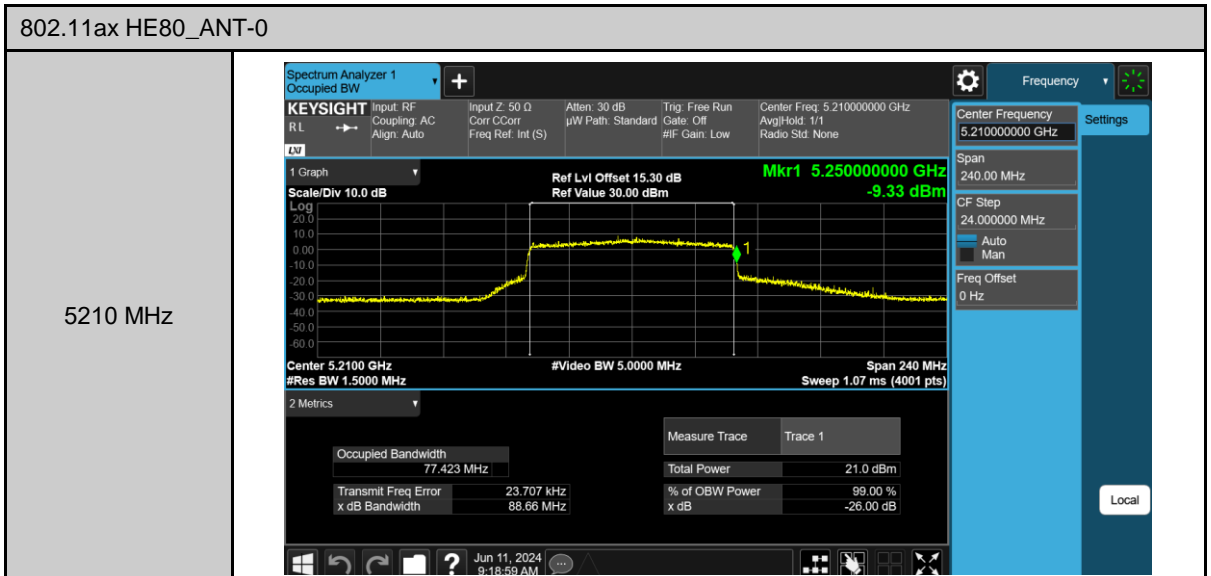 802.11ax HE80_ANT-0
5210 MHz
Spectrum Analyzer 1
Occupied BW
+
Frequency
KEYSIGHT
R L
LXI
Input: RF
Coupling: AC
Align: Auto
Input Z: 50 Ω
Corr CCorr
Freq Ref: Int (S)
Atten: 30 dB
µW Path: Standard
Trig: Free Run
Gate: Off
#IF Gain: Low
Center Freq: 5.210000000 GHz
Avg|Hold: 1/1
Radio Std: None
Center Frequency
5.210000000 GHz
Settings
Span
240.00 MHz
CF Step
24.000000 MHz
Auto
Man
Freq Offset
0 Hz
Local
1 Graph
Scale/Div 10.0 dB
Ref Lvl Offset 15.30 dB
Ref Value 30.00 dBm
Mkr1 5.250000000 GHz
-9.33 dBm
Log
20.0
10.0
0.00
-10.0
-20.0
-30.0
-40.0
-50.0
-60.0
1
Center 5.2100 GHz
#Video BW 5.0000 MHz
Span 240 MHz
#Res BW 1.5000 MHz
Sweep 1.07 ms (4001 pts)
2 Metrics
Measure Trace Trace 1
Occupied Bandwidth
77.423 MHz
Total Power 21.0 dBm
Transmit Freq Error 23.707 kHz
% of OBW Power 99.00 %
x dB Bandwidth 88.66 MHz
x dB -26.00 dB
?
Jun 11, 2024
9:18:59 AM